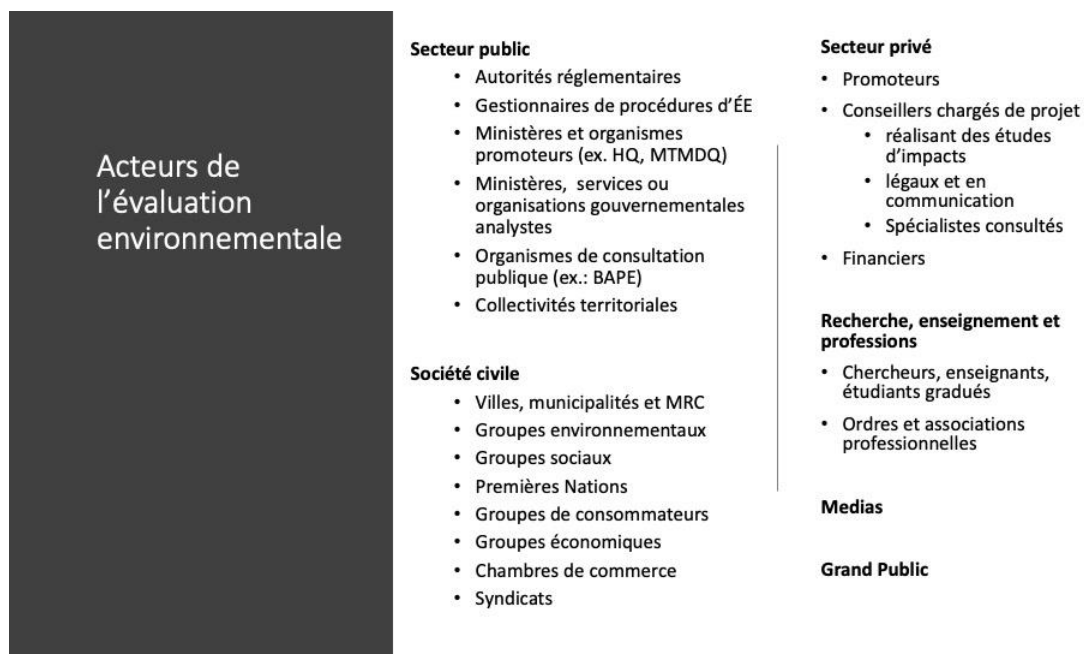 Acteurs de
l'évaluation
environnementale
Secteur public
• Autorités réglementaires
• Gestionnaires de procédures d'ÉE
• Ministères et organismes
promoteurs (ex. HQ, MTMDQ)
• Ministères, services ou
organisations gouvernementales
analystes
• Organismes de consultation
publique (ex.: BAPE)
• Collectivités territoriales
Société civile
• Villes, municipalités et MRC
• Groupes environnementaux
• Groupes sociaux
• Premières Nations
• Groupes de consommateurs
• Groupes économiques
• Chambres de commerce
• Syndicats
Secteur privé
• Promoteurs
• Conseillers chargés de projet
• réalisant des études
d'impacts
• légaux et en
communication
• Spécialistes consultés
• Financiers
Recherche, enseignement et
professions
• Chercheurs, enseignants,
étudiants gradués
• Ordres et associations
professionnelles
Medias
Grand Public